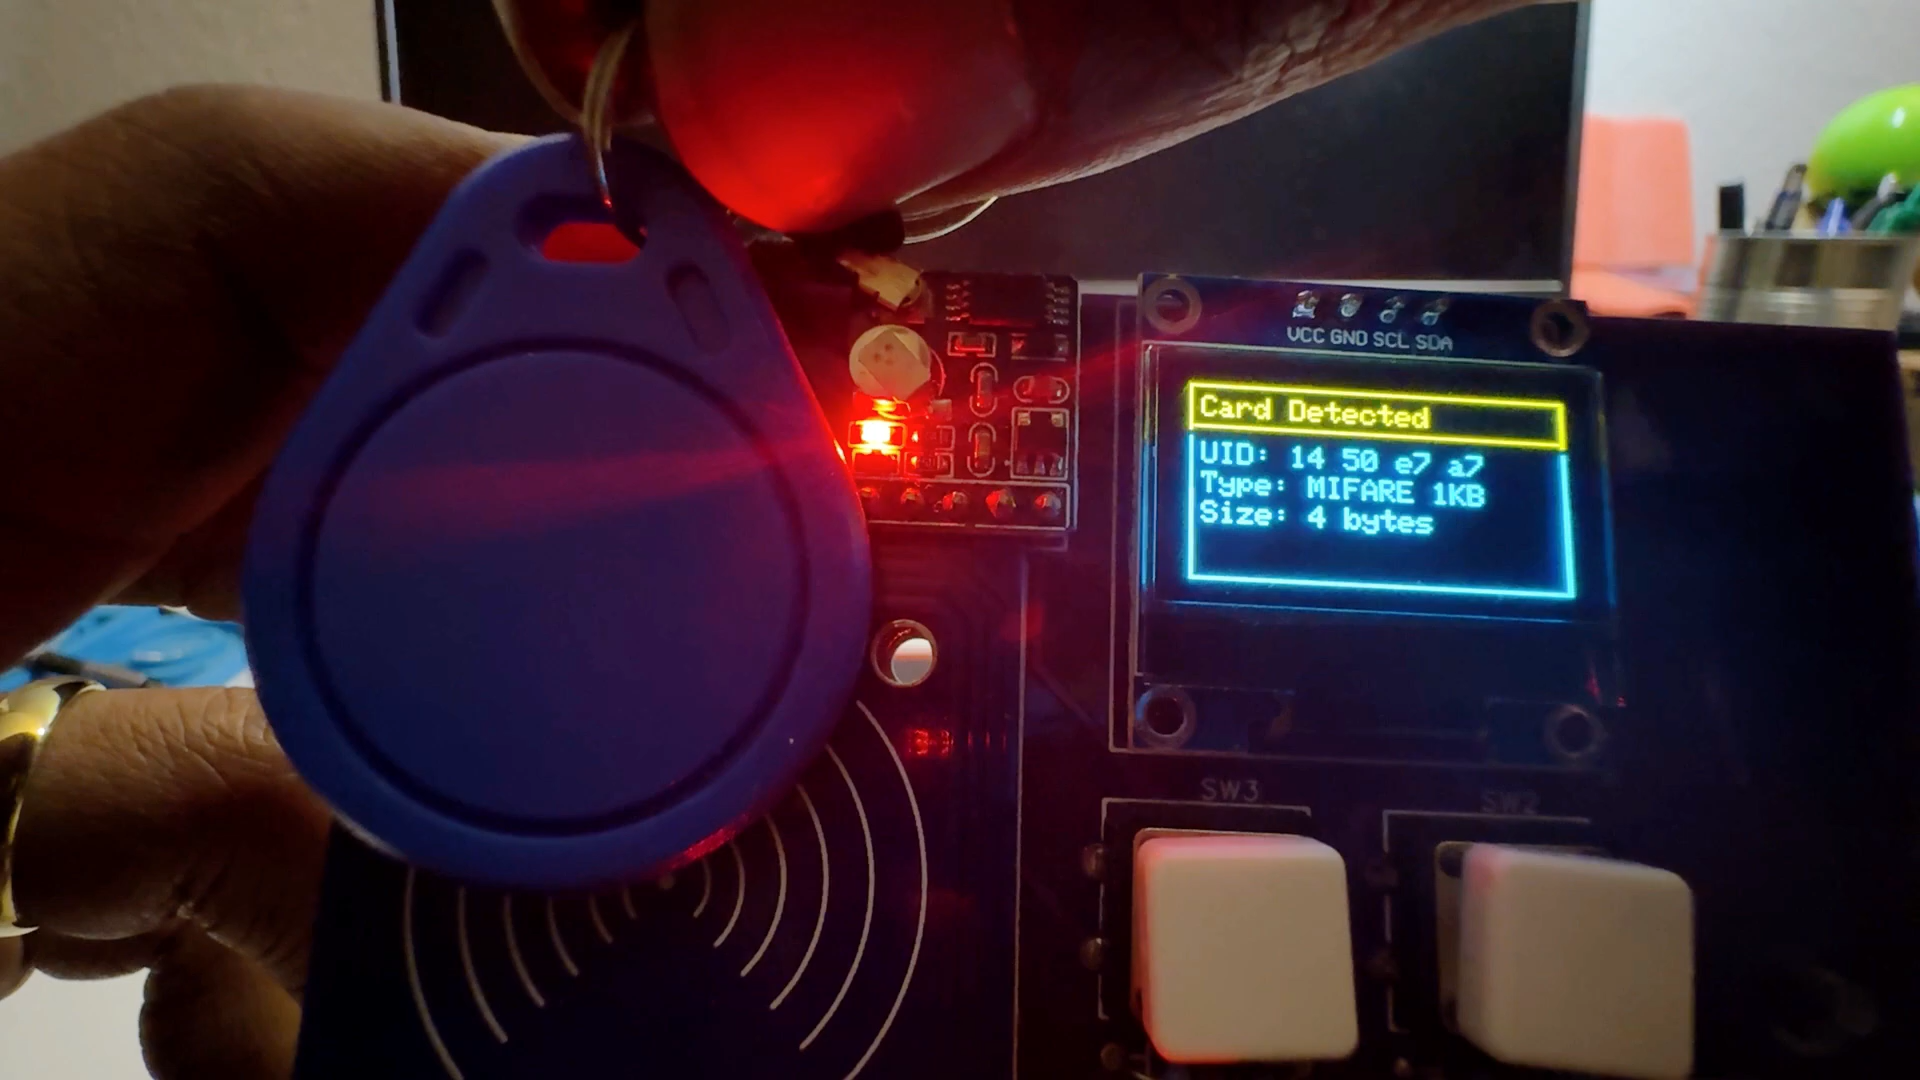 VCC GND SCL SDA
Card Detected
UID: 14 50 e7 a7
Type: MIFARE 1KB
Size: 4 bytes
SW3
SW2